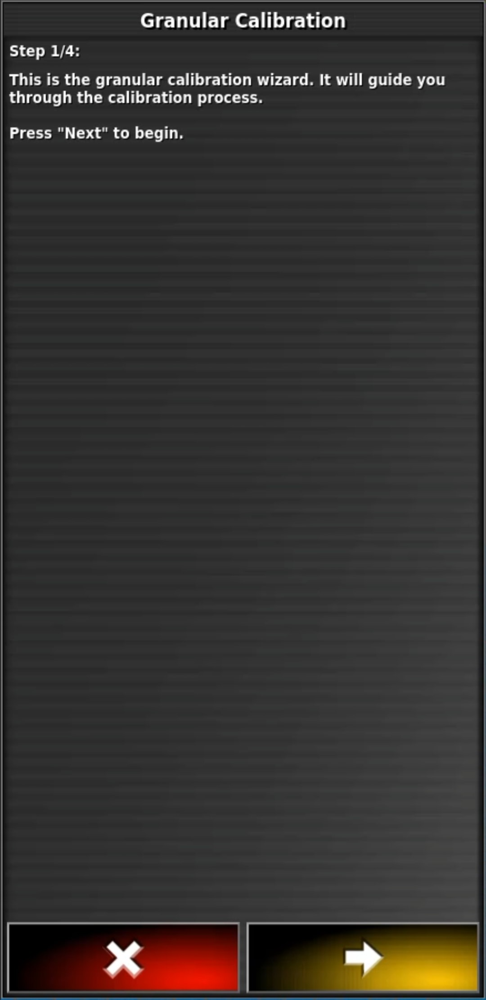 Granular Calibration
Step 1/4:
This is the granular calibration wizard. It will guide you
through the calibration process.
Press "Next" to begin.